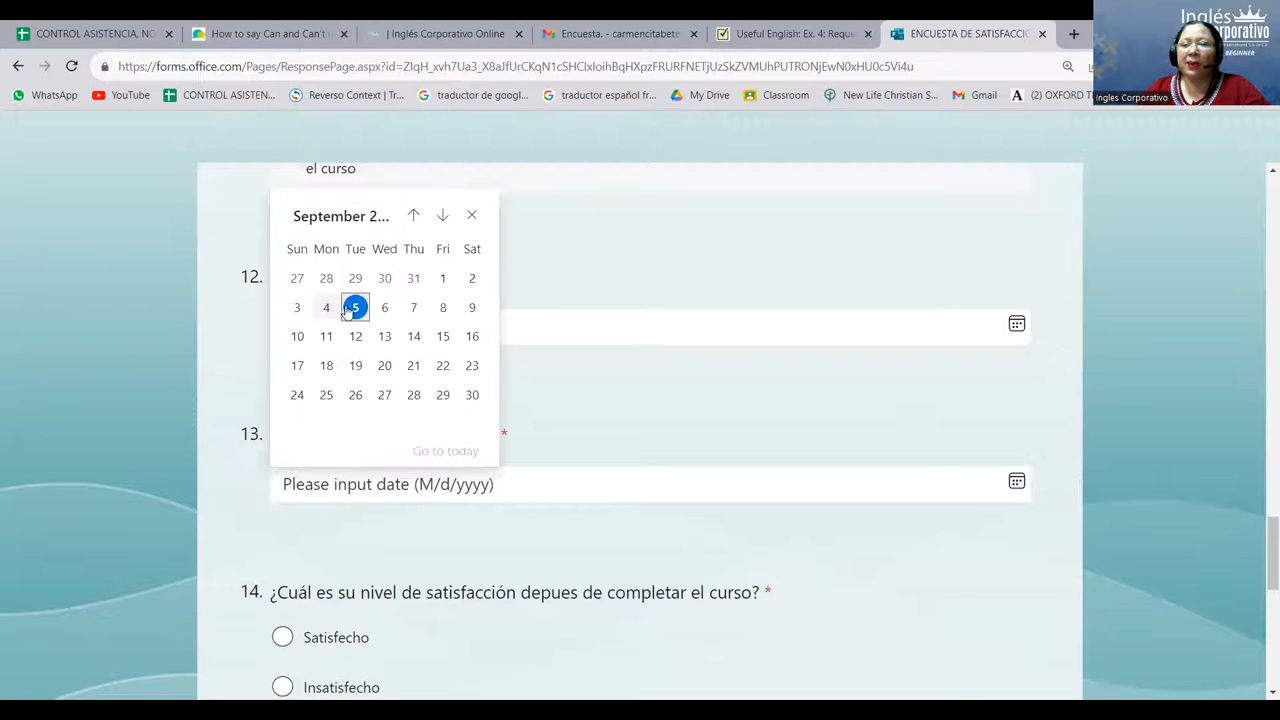 CONTROL ASISTENCIA, NO
How to say Can and Can't i
| Inglés Corporativo Online
Encuesta. - carmencitabete
Useful English: Ex. 4: Reque
ENCUESTA DE SATISFACCI
https://forms.office.com/Pages/ResponsePage.aspx?id=
WhatsApp
YouTube
CONTROL ASISTEN...
Reverso Context | Tr...
traductor de googl...
traductor español fr...
My Drive
Classroom
New Life Christian S...
Gmail
(2) OXFORD T
Inglés
orporativo
BEGINNER
Ingles Corporativo
el curso
September 2...
Sun Mon Tue Wed Thu Fri Sat
27 28 29 30 31 1 2
3 4 5 6 7 8 9
10 11 12 13 14 15 16
17 18 19 20 21 22 23
24 25 26 27 28 29 30
Go to today
12.
13. *
Please input date (M/d/yyyy)
14. ¿Cuál es su nivel de satisfacción depues de completar el curso? *
Satisfecho
Insatisfecho